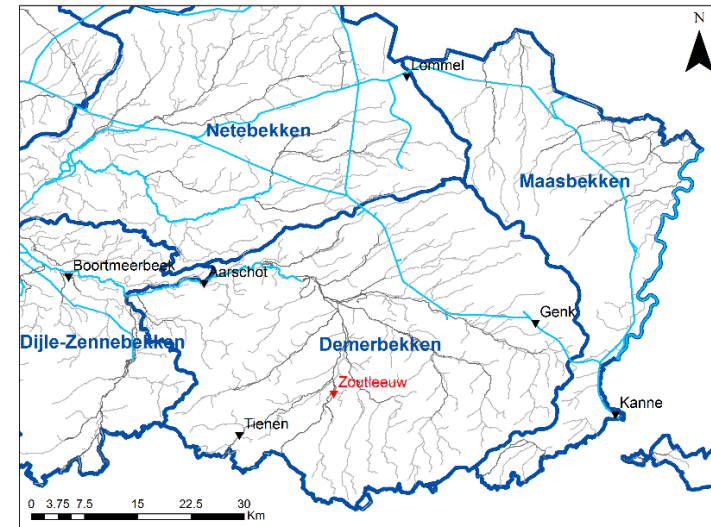 N
Lommel
Netebekken
Maasbekken
Boortmeerbeek
Aarschot
Genk
Dijle-Zennebekken
Demerbekken
Zoutleeuw
Kanne
Tienen
0 3.75 7.5 15 22.5 30
Km